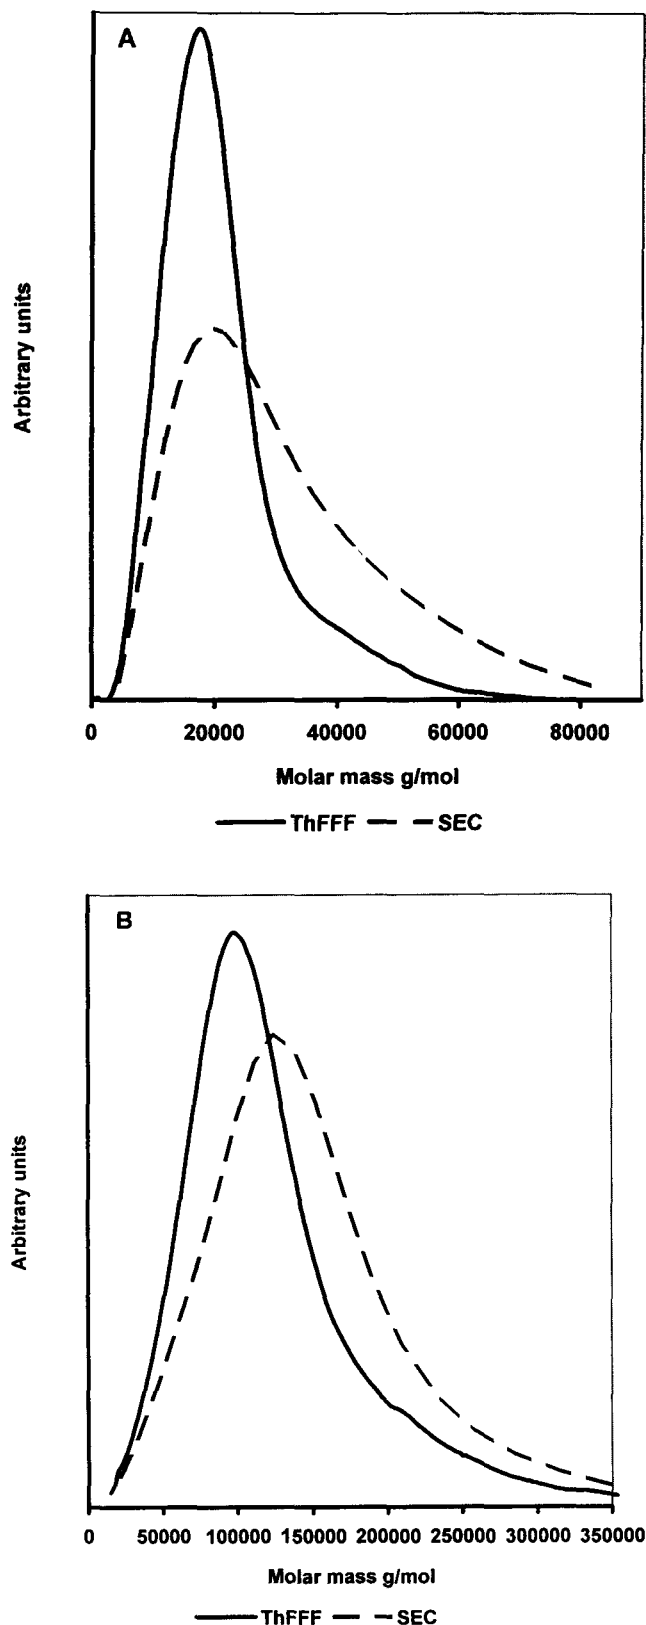 A
Arbitrary units
0 20000 40000 60000 80000
Molar mass g/mol
ThFFF SEC
B
Arbitrary units
0 50000 100000 150000 200000 250000 300000 350000
Molar mass g/mol
ThFFF SEC